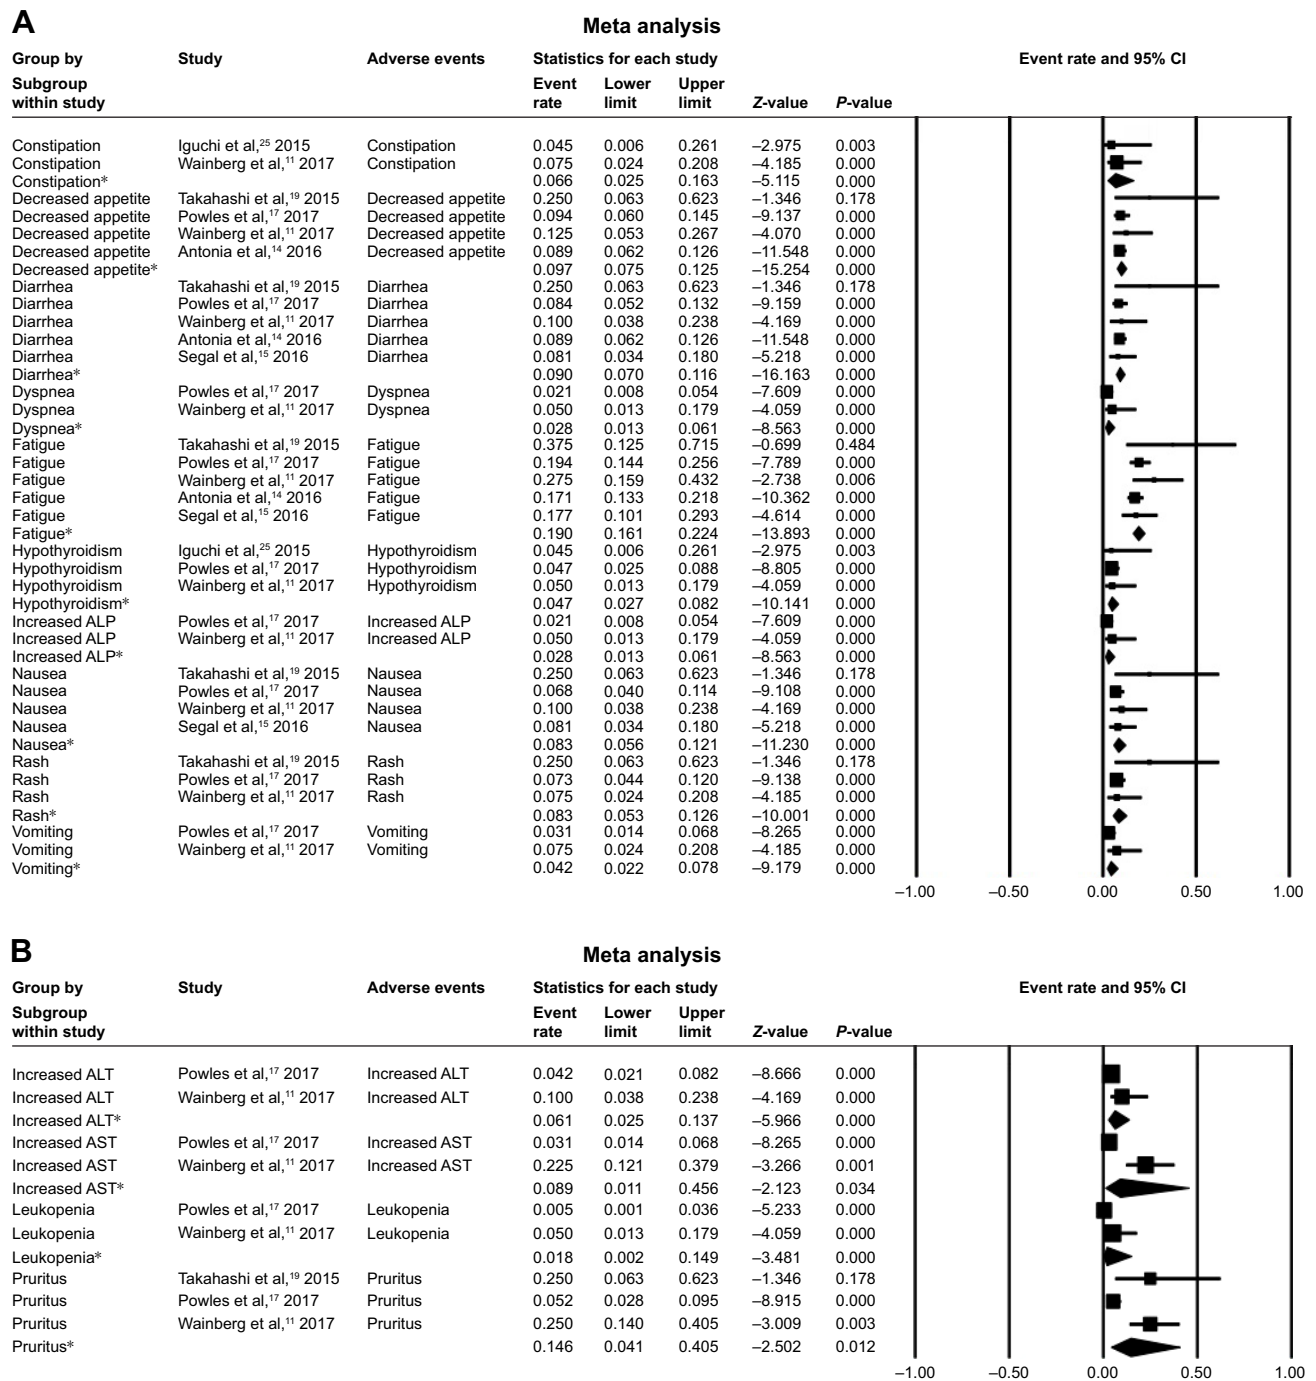 A
Meta analysis
Group by Study Adverse events Statistics for each study Event rate and 95% CI
Subgroup within study Event rate Lower limit Upper limit Z-value P-value
Constipation Iguchi et al,25 2015 Constipation 0.045 0.006 0.261 –2.975 0.003
Constipation Wainberg et al,11 2017 Constipation 0.075 0.024 0.208 –4.185 0.000
Constipation* 0.066 0.025 0.163 –5.115 0.000
Decreased appetite Takahashi et al,19 2015 Decreased appetite 0.250 0.063 0.623 –1.346 0.178
Decreased appetite Powles et al,17 2017 Decreased appetite 0.094 0.060 0.145 –9.137 0.000
Decreased appetite Wainberg et al,11 2017 Decreased appetite 0.125 0.053 0.267 –4.070 0.000
Decreased appetite Antonia et al,14 2016 Decreased appetite 0.089 0.062 0.126 –11.548 0.000
Decreased appetite* 0.097 0.075 0.125 –15.254 0.000
Diarrhea Takahashi et al,19 2015 Diarrhea 0.250 0.063 0.623 –1.346 0.178
Diarrhea Powles et al,17 2017 Diarrhea 0.084 0.052 0.132 –9.159 0.000
Diarrhea Wainberg et al,11 2017 Diarrhea 0.100 0.038 0.238 –4.169 0.000
Diarrhea Antonia et al,14 2016 Diarrhea 0.089 0.062 0.126 –11.548 0.000
Diarrhea Segal et al,15 2016 Diarrhea 0.081 0.034 0.180 –5.218 0.000
Diarrhea* 0.090 0.070 0.116 –16.163 0.000
Dyspnea Powles et al,17 2017 Dyspnea 0.021 0.008 0.054 –7.609 0.000
Dyspnea Wainberg et al,11 2017 Dyspnea 0.050 0.013 0.179 –4.059 0.000
Dyspnea* 0.028 0.013 0.061 –8.563 0.000
Fatigue Takahashi et al,19 2015 Fatigue 0.375 0.125 0.715 –0.699 0.484
Fatigue Powles et al,17 2017 Fatigue 0.194 0.144 0.256 –7.789 0.000
Fatigue Wainberg et al,11 2017 Fatigue 0.275 0.159 0.432 –2.738 0.006
Fatigue Antonia et al,14 2016 Fatigue 0.171 0.133 0.218 –10.362 0.000
Fatigue Segal et al,15 2016 Fatigue 0.177 0.101 0.293 –4.614 0.000
Fatigue* 0.190 0.161 0.224 –13.893 0.000
Hypothyroidism Iguchi et al,25 2015 Hypothyroidism 0.045 0.006 0.261 –2.975 0.003
Hypothyroidism Powles et al,17 2017 Hypothyroidism 0.047 0.025 0.088 –8.805 0.000
Hypothyroidism Wainberg et al,11 2017 Hypothyroidism 0.050 0.013 0.179 –4.059 0.000
Hypothyroidism* 0.047 0.027 0.082 –10.141 0.000
Increased ALP Powles et al,17 2017 Increased ALP 0.021 0.008 0.054 –7.609 0.000
Increased ALP Wainberg et al,11 2017 Increased ALP 0.050 0.013 0.179 –4.059 0.000
Increased ALP* 0.028 0.013 0.061 –8.563 0.000
Nausea Takahashi et al,19 2015 Nausea 0.250 0.063 0.623 –1.346 0.178
Nausea Powles et al,17 2017 Nausea 0.068 0.040 0.114 –9.108 0.000
Nausea Wainberg et al,11 2017 Nausea 0.100 0.038 0.238 –4.169 0.000
Nausea Segal et al,15 2016 Nausea 0.081 0.034 0.180 –5.218 0.000
Nausea* 0.083 0.056 0.121 –11.230 0.000
Rash Takahashi et al,19 2015 Rash 0.250 0.063 0.623 –1.346 0.178
Rash Powles et al,17 2017 Rash 0.073 0.044 0.120 –9.138 0.000
Rash Wainberg et al,11 2017 Rash 0.075 0.024 0.208 –4.185 0.000
Rash* 0.083 0.053 0.126 –10.001 0.000
Vomiting Powles et al,17 2017 Vomiting 0.031 0.014 0.068 –8.265 0.000
Vomiting Wainberg et al,11 2017 Vomiting 0.075 0.024 0.208 –4.185 0.000
Vomiting* 0.042 0.022 0.078 –9.179 0.000
–1.00 –0.50 0.00 0.50 1.00
B
Meta analysis
Group by Study Adverse events Statistics for each study Event rate and 95% CI
Subgroup within study Event rate Lower limit Upper limit Z-value P-value
Increased ALT Powles et al,17 2017 Increased ALT 0.042 0.021 0.082 –8.666 0.000
Increased ALT Wainberg et al,11 2017 Increased ALT 0.100 0.038 0.238 –4.169 0.000
Increased ALT* 0.061 0.025 0.137 –5.966 0.000
Increased AST Powles et al,17 2017 Increased AST 0.031 0.014 0.068 –8.265 0.000
Increased AST Wainberg et al,11 2017 Increased AST 0.225 0.121 0.379 –3.266 0.001
Increased AST* 0.089 0.011 0.456 –2.123 0.034
Leukopenia Powles et al,17 2017 Leukopenia 0.005 0.001 0.036 –5.233 0.000
Leukopenia Wainberg et al,11 2017 Leukopenia 0.050 0.013 0.179 –4.059 0.000
Leukopenia* 0.018 0.002 0.149 –3.481 0.000
Pruritus Takahashi et al,19 2015 Pruritus 0.250 0.063 0.623 –1.346 0.178
Pruritus Powles et al,17 2017 Pruritus 0.052 0.028 0.095 –8.915 0.000
Pruritus Wainberg et al,11 2017 Pruritus 0.250 0.140 0.405 –3.009 0.003
Pruritus* 0.146 0.041 0.405 –2.502 0.012
–1.00 –0.50 0.00 0.50 1.00